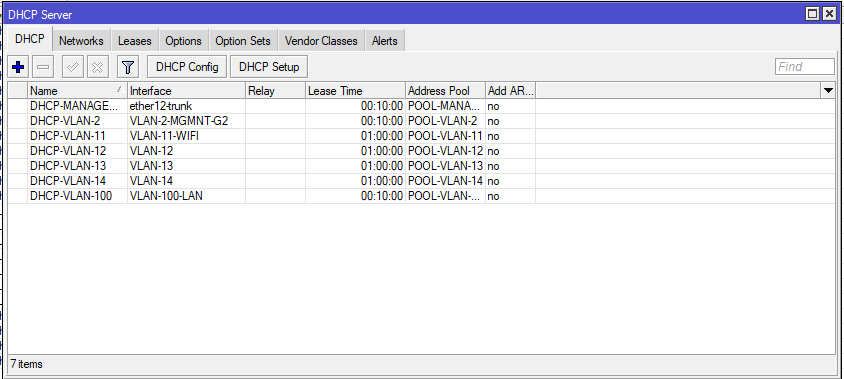 DHCP Server
DHCP Networks Leases Options Option Sets Vendor Classes Alerts
DHCP Config DHCP Setup Find
Name Interface Relay Lease Time Address Pool Add AR...
DHCP-MANAGE... ether12-trunk 00:10:00 POOL-MANA... no
DHCP-VLAN-2 VLAN-2-MGMNT-G2 00:10:00 POOL-VLAN-2 no
DHCP-VLAN-11 VLAN-11-WIFI 01:00:00 POOL-VLAN-11 no
DHCP-VLAN-12 VLAN-12 01:00:00 POOL-VLAN-12 no
DHCP-VLAN-13 VLAN-13 01:00:00 POOL-VLAN-13 no
DHCP-VLAN-14 VLAN-14 01:00:00 POOL-VLAN-14 no
DHCP-VLAN-100 VLAN-100-LAN 00:10:00 POOL-VLAN-... no
7 items